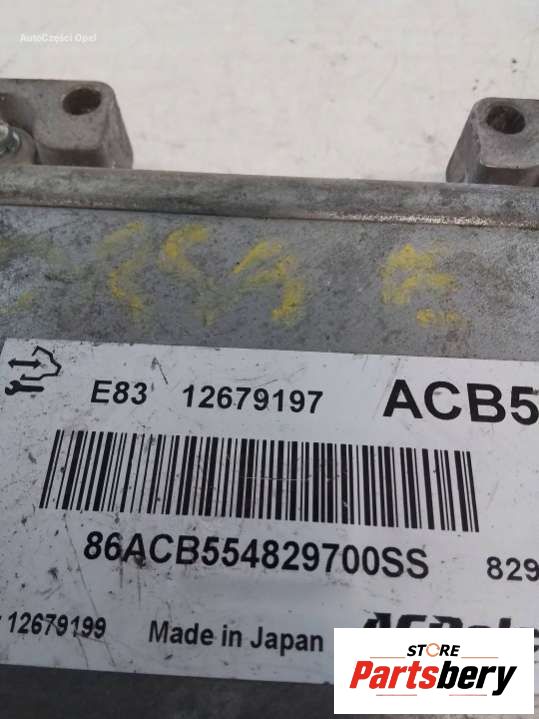 AutoCzęści Opel
E83 12679197 ACB5
86ACB554829700SS 829
12679199 Made in Japan
STORE
Partsbery